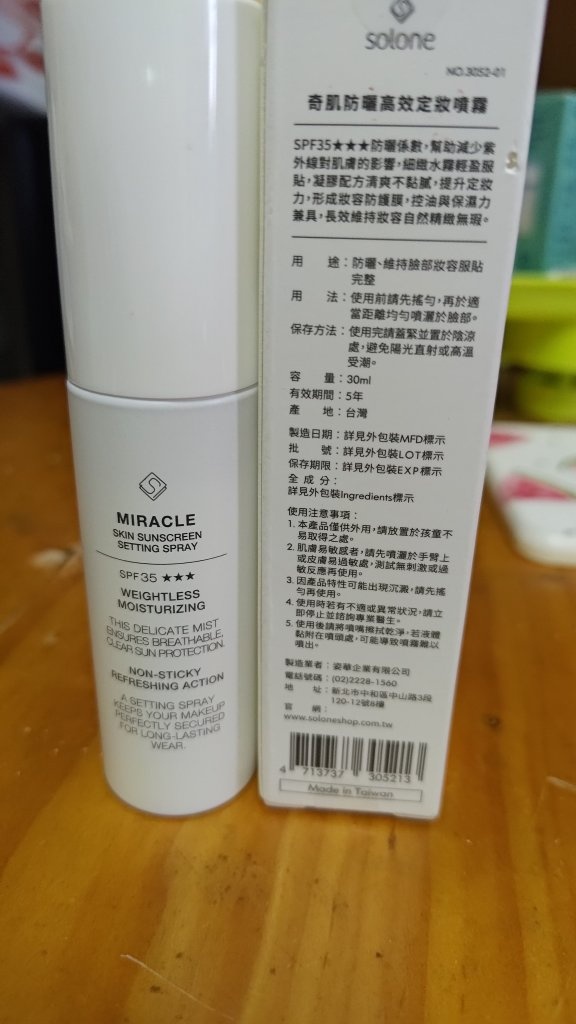 MIRACLE
SKIN SUNSCREEN
SETTING SPRAY
SPF35 ★★★
WEIGHTLESS
MOISTURIZING
THIS DELICATE MIST
ENSURES BREATHABLE,
CLEAR SUN PROTECTION.
NON-STICKY
REFRESHING ACTION
A SETTING SPRAY
KEEPS YOUR MAKEUP
PERFECTLY SECURED
FOR LONG-LASTING
WEAR.
solone
NO.3052-01
奇肌防曬高效定妝噴霧
SPF35★★★防曬係數,幫助減少紫
外線對肌膚的影響,細緻水霧輕盈服
貼,凝膠配方清爽不黏膩,提升定妝
力,形成妝容防護膜,控油與保濕力
兼具,長效維持妝容自然精緻無瑕。
用 途:防曬、維持臉部妝容服貼
完整
用 法:使用前請先搖勻,再於適
當距離均勻噴灑於臉部。
保存方法:使用完請蓋緊並置於陰涼
處,避免陽光直射或高溫
受潮。
容 量:30ml
有效期間:5年
產 地:台灣
製造日期:詳見外包裝MFD標示
批 號:詳見外包裝LOT標示
保存期限:詳見外包裝EXP標示
全成分:
詳見外包裝Ingredients標示
使用注意事項:
1. 本產品僅供外用,請放置於孩童不
易取得之處。
2. 肌膚易敏感者,請先噴灑於手臂上
或皮膚易過敏處,測試無刺激或過
敏反應再使用。
3. 因產品特性可能出現沉澱,請先搖
勻再使用。
4. 使用時若有不適或異常狀況,請立
即停止並諮詢專業醫生。
5. 使用後請將噴嘴擦拭乾淨,若液體
黏附在噴頭處,可能導致噴霧難以
噴出。
製造業者:姿華企業有限公司
電話號碼:(02)2228-1560
地 址:新北市中和區中山路3段
120-12號8樓
官 網:
www.soloneshop.com.tw
4 713737 305213
Made in Taiwan